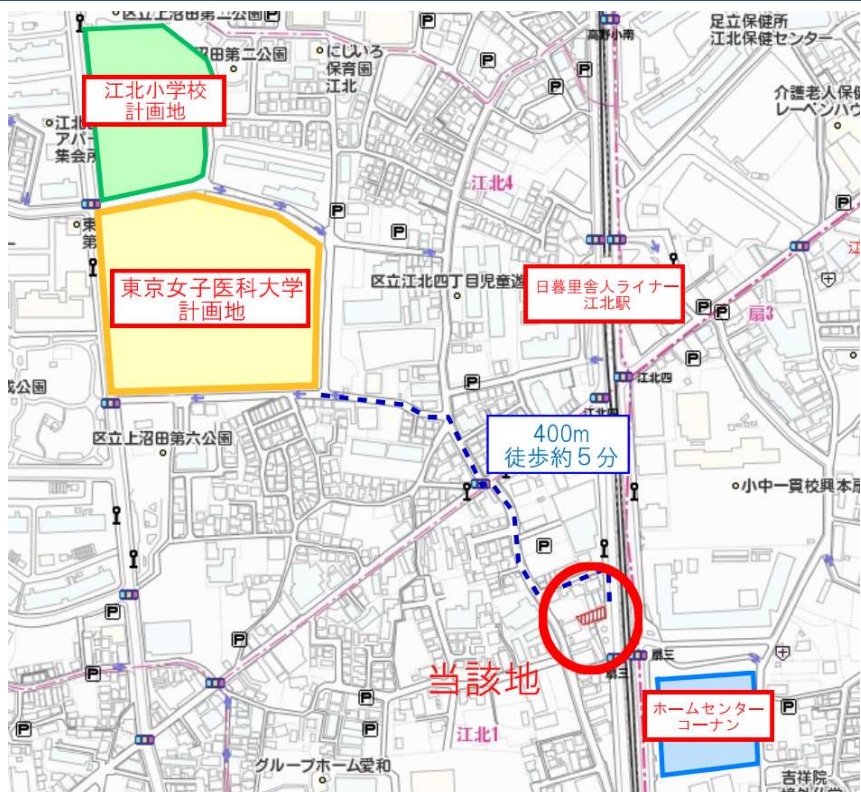 区立上沼田第二公園
沼田第二公園
にじいろ
保育園
江北
高野小南
足立保健所
江北保健センター
江北小学校
計画地
介護老人保健
レーベンハウ
江北
アパー
集会所
江北4
東
第
東京女子医科大学
計画地
区立江北四丁目児童遊
日暮里舎人ライナー
江北駅
扇3
江北四
公園
区立上沼田第六公園
400m
徒歩約5分
小中一貫校興本扇
当該地
扇三
扇三
ホームセンター
コーナン
江北1
グループホーム愛和
吉祥院